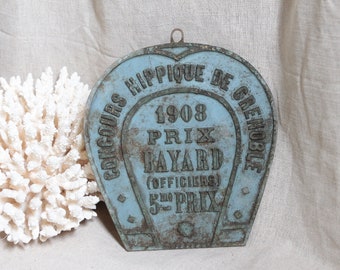 CONCOURS HIPPIQUE DE GRENOBLE
1908
PRIX
BAYARD
(OFFICIERS)
5ME PRIX